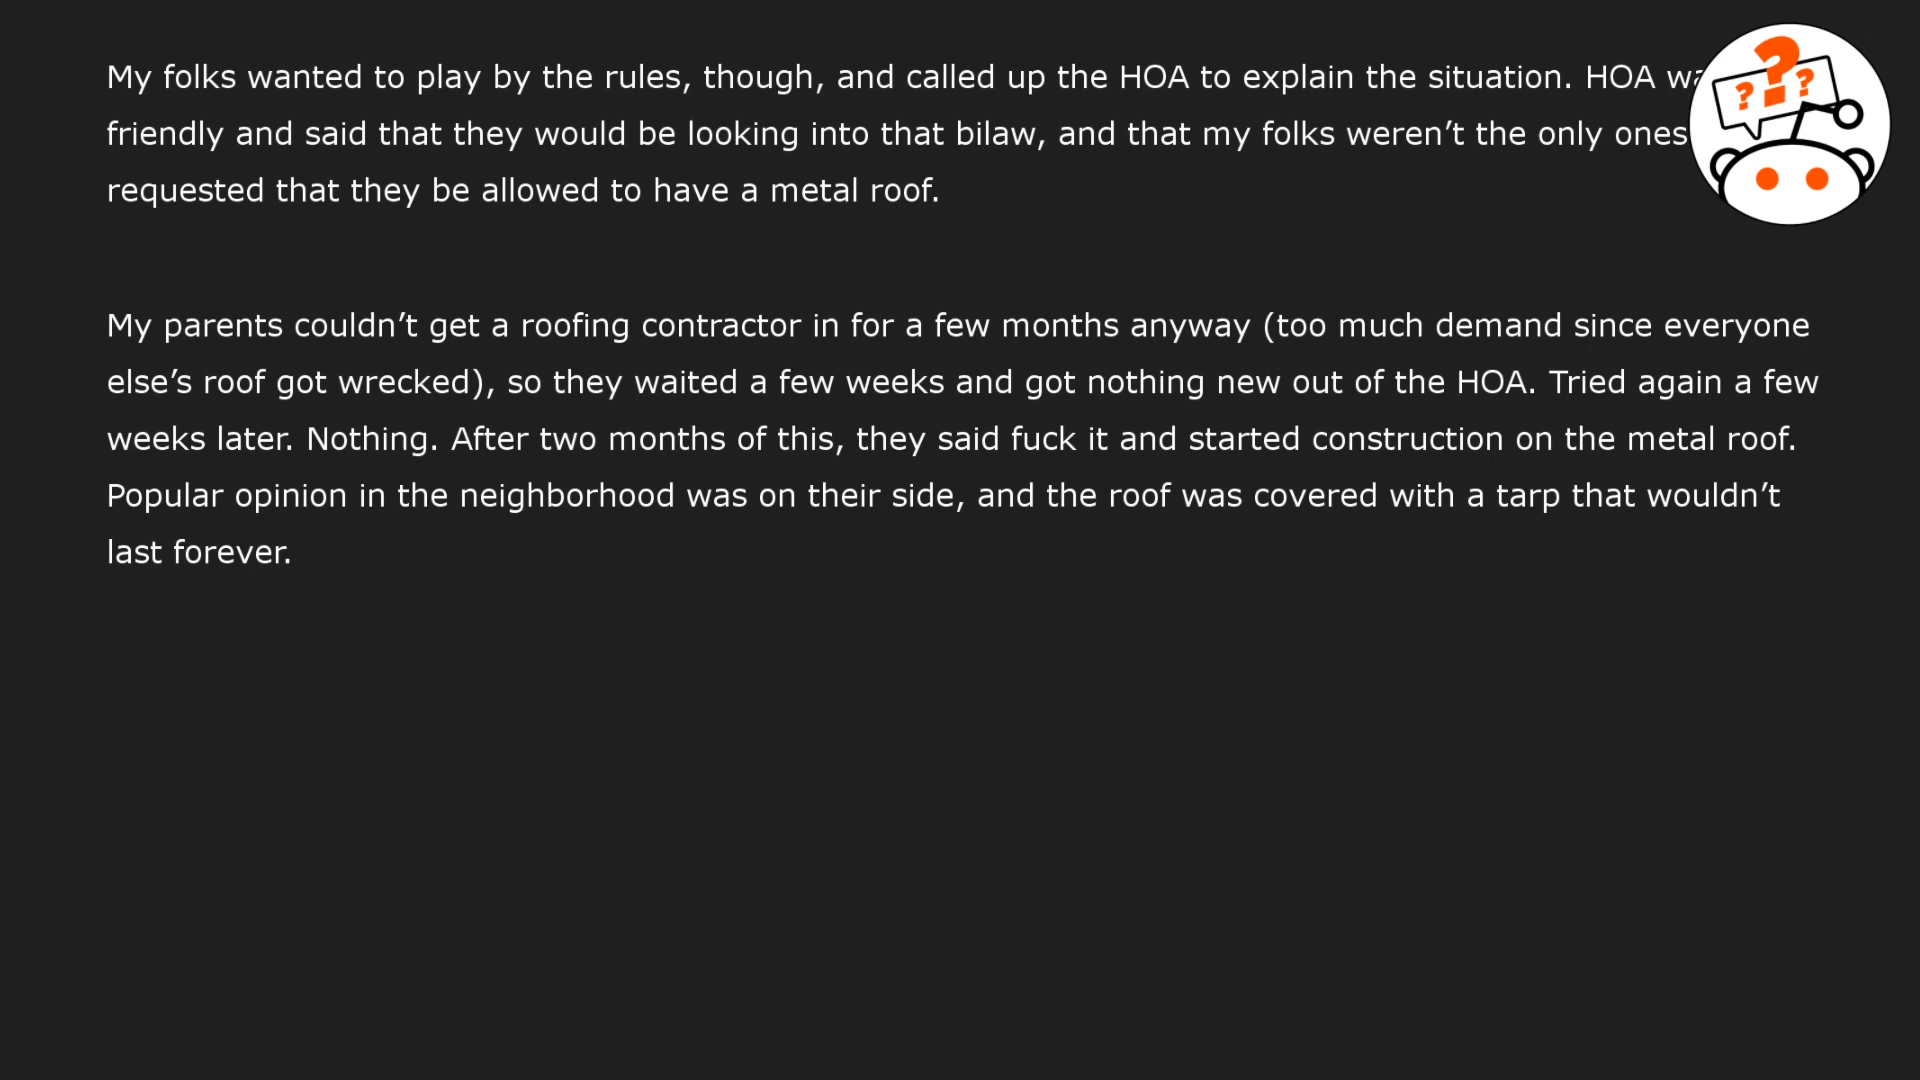 My folks wanted to play by the rules, though, and called up the HOA to explain the situation. HOA
friendly and said that they would be looking into that bilaw, and that my folks weren’t the only ones
requested that they be allowed to have a metal roof.
My parents couldn’t get a roofing contractor in for a few months anyway (too much demand since everyone
else’s roof got wrecked), so they waited a few weeks and got nothing new out of the HOA. Tried again a few
weeks later. Nothing. After two months of this, they said fuck it and started construction on the metal roof.
Popular opinion in the neighborhood was on their side, and the roof was covered with a tarp that wouldn’t
last forever.